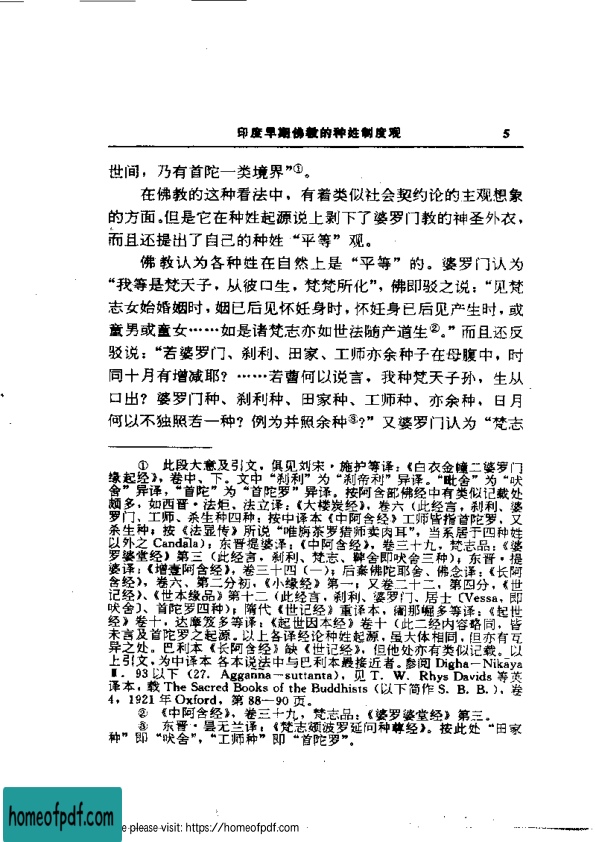 印度早期佛教的种姓制度观 5
世间，乃有首陀一类境界”①。
在佛教的这种看法中，有着类似社会契约论的主观想象
的方面。但是它在种姓起源说上剥下了婆罗门教的神圣外衣，
而且还提出了自己的种姓“平等”观。
佛教认为各种姓在自然上是“平等”的。婆罗门认为
“我等是梵天子，从彼口生，梵梵所化”，佛即驳之说：“见梵
志女始婚姻时，姻已后见怀妊身时，怀妊身已后见产生时，或
童男或童女……如是诸梵志亦如世法随产道生②。”而且还反
驳说：“若婆罗门、刹利、田家、工师亦余种子在母腹中，时
同十月有增减耶？……若曹何以说言，我种梵天子孙，生从
口出？婆罗门种、刹利种、田家种、工师种、亦余种，日月
何以不独照若一种？例为并照余种③？”又婆罗门认为“梵志
① 此段大意及引文，俱见刘宋·施护等译：《白衣金幢二婆罗门
缘起经》，卷中、下。文中“刹利”为“刹帝利”异译。“毗舍”为“吠
舍”异译，“首陀”为“首陀罗”异译。按阿含部佛经中有类似记载处
颇多，如西晋·法炬、法立译：《大楼炭经》，卷六（此经言，刹利、婆
罗门、工师、杀生种四种；按中译本《中阿含经》工师皆指首陀罗，又
杀生种，按《法显传》所说“唯旃荼罗猎师卖肉耳”，当系居于四种姓
以外之 Candāla）；东晋提婆译：《中阿含经》，卷三十九，梵志品：《婆
罗婆堂经》第三（此经言，刹利、梵志、鞞舍即吠舍三种）；东晋·提
婆译：《增壹阿含经》，卷三十四（一）；后秦佛陀耶舍、佛念译：《长阿
含经》，卷六、第二分初，《小缘经》第一；又卷二十二，第四分，《世
记经》、《世本缘品》第十二（此经言，刹利、婆罗门、居士〔Vessa，即
吠舍〕、首陀罗四种）；隋代《世记经》重译本，阇那崛多等译：《起世
经》卷十，达摩笈多等译：《起世因本经》卷十（此二经内容略同，皆
未言及首陀罗之起源。以上各译经论种姓起源，虽大体相同，但亦有互
异之处。巴利本《长阿含经》缺《世记经》，但他处亦有类似记载。以
上引文，为中译本各本说法中与巴利本最接近者。参阅 Digha－Nikāya
Ⅲ．93以下（27. Agganna－suttanta），见 T. W. Rhys Davids 等英
译本，载 The Sacred Books of the Buddhists（以下简作 S. B. B.），卷
4，1921年Oxford，第88—90页。
② 《中阿含经》，卷三十九，梵志品：《婆罗婆堂经》第三。
③ 东晋·昙无兰译：《梵志颇波罗延问种尊经》。按此处“田家
种”即“吠舍”，“工师种”即“首陀罗”。
homeofpdf.com
e-please-visit: https://homeofpdf.com